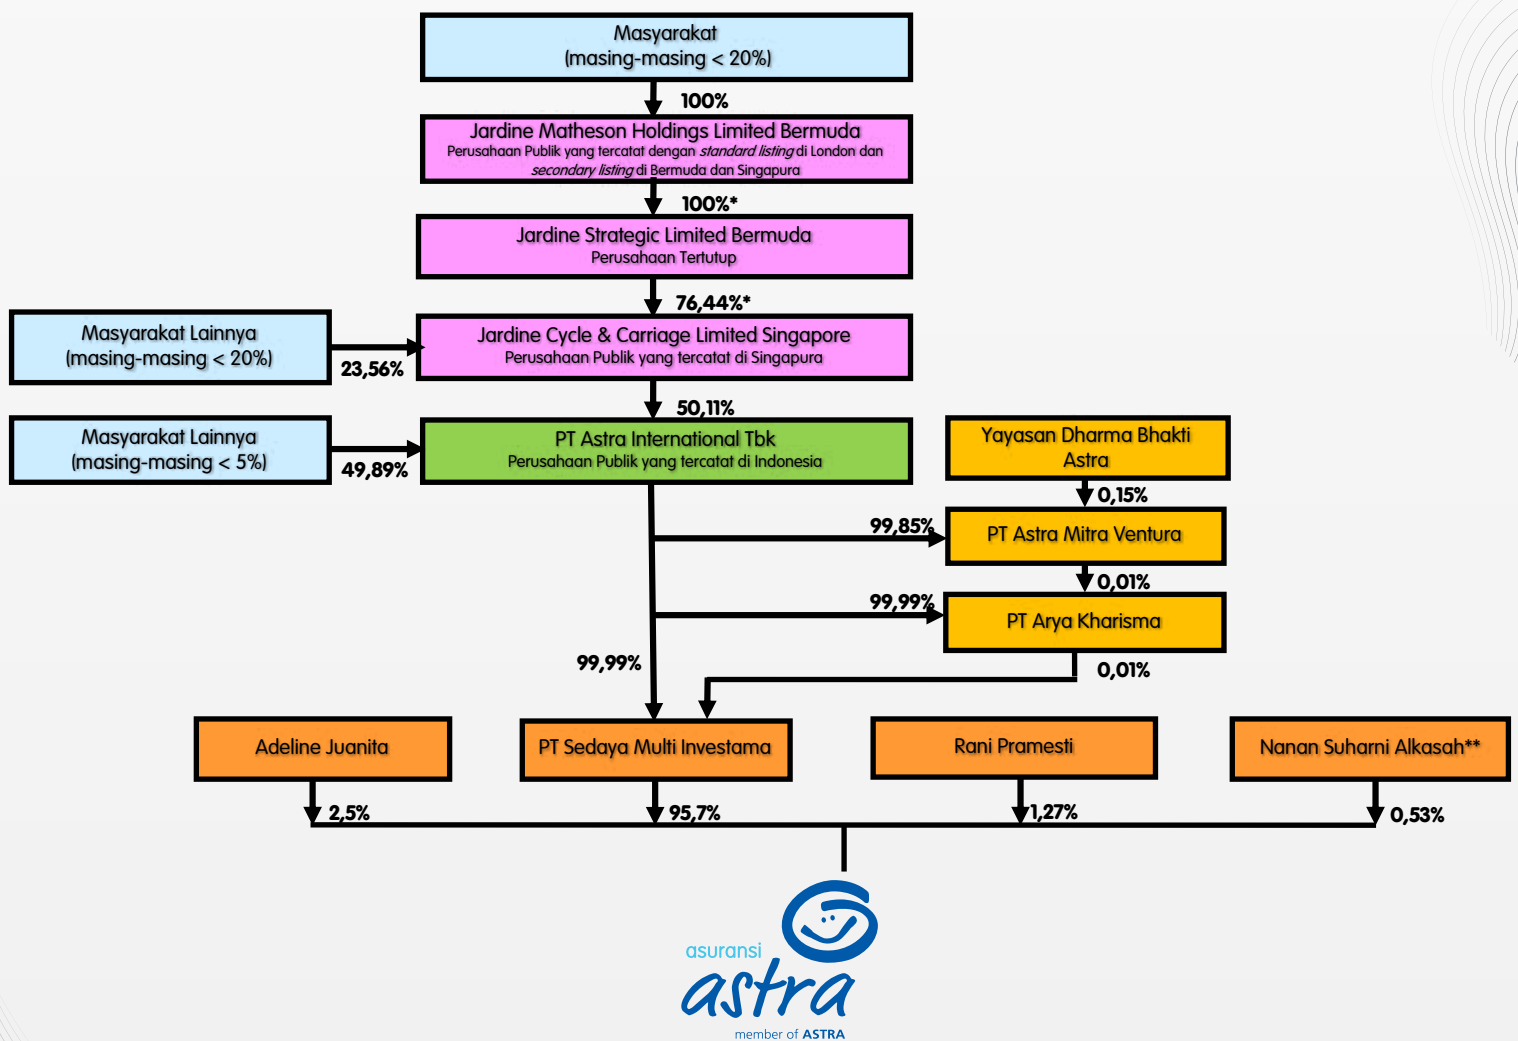 Masyarakat
(masing-masing < 20%)
100%
Jardine Matheson Holdings Limited Bermuda
Perusahaan Publik yang tercatat dengan standard listing di London dan
secondary listing di Bermuda dan Singapura
100%*
Jardine Strategic Limited Bermuda
Perusahaan Tertutup
76,44%*
Masyarakat Lainnya
(masing-masing < 20%)
23,56%
Jardine Cycle & Carriage Limited Singapore
Perusahaan Publik yang tercatat di Singapura
50,11%
Masyarakat Lainnya
(masing-masing < 5%)
49,89%
PT Astra International Tbk
Perusahaan Publik yang tercatat di Indonesia
Yayasan Dharma Bhakti
Astra
0,15%
99,85%
PT Astra Mitra Ventura
0,01%
99,99%
PT Arya Kharisma
99,99%
0,01%
Adeline Juanita
PT Sedaya Multi Investama
Rani Pramesti
Nanan Suharni Alkasah**
2,5%
95,7%
1,27%
0,53%
asuransi
astra
member of ASTRA